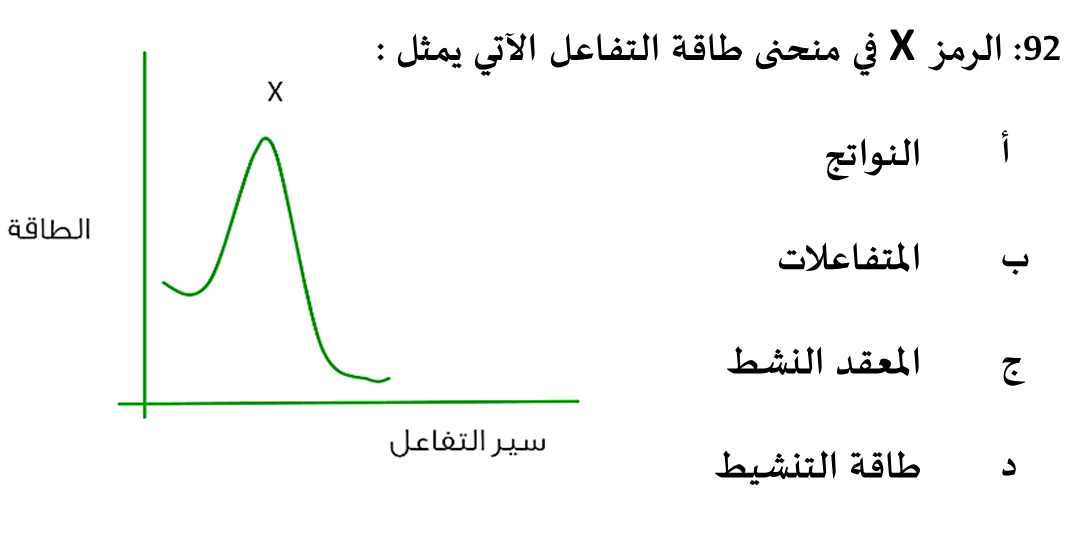 92: الرمز X في منحنى طاقة التفاعل الآتي يمثل :
أ النواتج
ب المتفاعلات
ج المعقد النشط
د طاقة التنشيط
X
الطاقة
سير التفاعل